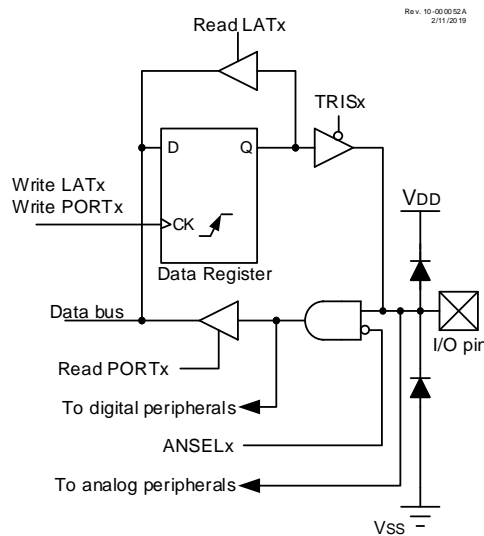 Rev. 10-000052A
2/11/2019
Read LATx
TRISx
D
Q
Write LATx
Write PORTx
CK
VDD
Data Register
Data bus
I/O pin
Read PORTx
To digital peripherals
ANSELx
To analog peripherals
VSS